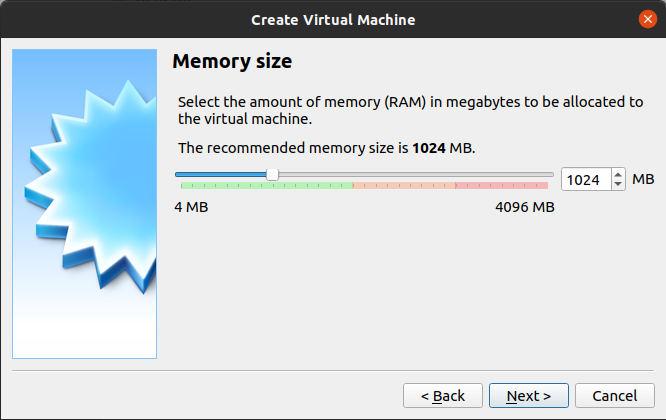 Create Virtual Machine
Memory size
Select the amount of memory (RAM) in megabytes to be allocated to
the virtual machine.
The recommended memory size is 1024 MB.
1024 MB
4 MB 4096 MB
< Back Next > Cancel